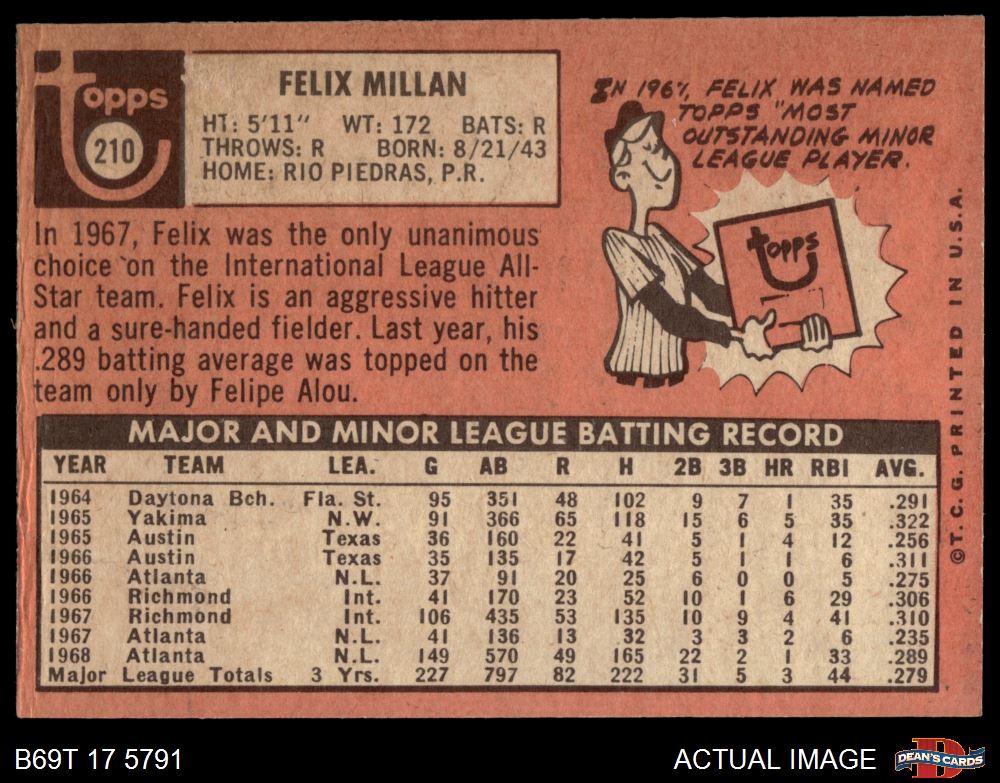 topps
210
FELIX MILLAN
HT: 5'11" WT: 172 BATS: R
THROWS: R BORN: 8/21/43
HOME: RIO PIEDRAS, P.R.
In 1967, Felix was the only unanimous
choice on the International League All-
Star team. Felix is an aggressive hitter
and a sure-handed fielder. Last year, his
.289 batting average was topped on the
team only by Felipe Alou.
IN 1967, FELIX WAS NAMED
TOPPS "MOST
OUTSTANDING MINOR
LEAGUE PLAYER.
topps
©T. C. G. PRINTED IN U.S.A.
MAJOR AND MINOR LEAGUE BATTING RECORD
YEAR TEAM LEA. G AB R H 2B 3B HR RBI AVG.
1964 Daytona Bch. Fla. St. 95 351 48 102 9 7 1 35 .291
1965 Yakima N.W. 91 366 65 118 15 6 5 35 .322
1965 Austin Texas 36 160 22 41 5 1 4 12 .256
1966 Austin Texas 35 135 17 42 5 1 1 6 .311
1966 Atlanta N.L. 37 91 20 25 6 0 0 5 .275
1966 Richmond Int. 41 170 23 52 10 1 6 29 .306
1967 Richmond Int. 106 435 53 135 10 9 4 41 .310
1967 Atlanta N.L. 41 136 13 32 3 3 2 6 .235
1968 Atlanta N.L. 149 570 49 165 22 2 1 33 .289
Major League Totals 3 Yrs. 227 797 82 222 31 5 3 44 .279
B69T 17 5791
ACTUAL IMAGE
DEAN'S CARDS